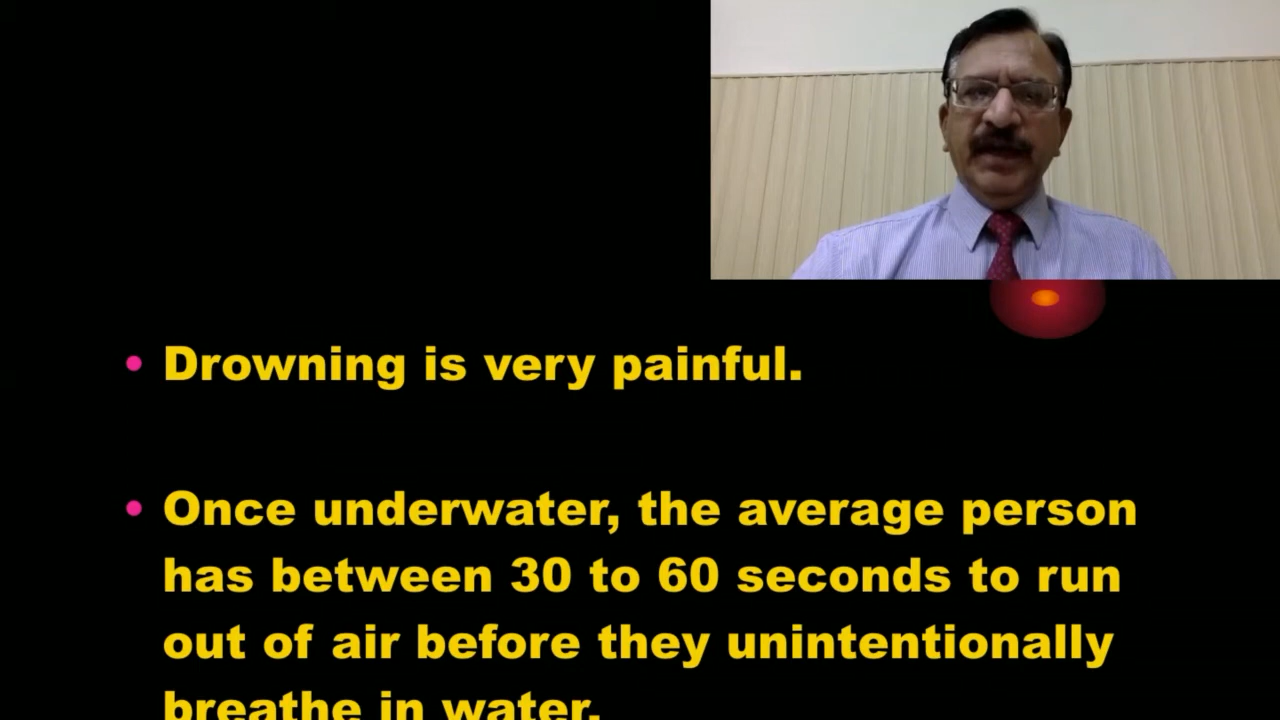 • Drowning is very painful.
• Once underwater, the average person
has between 30 to 60 seconds to run
out of air before they unintentionally
breathe in water.